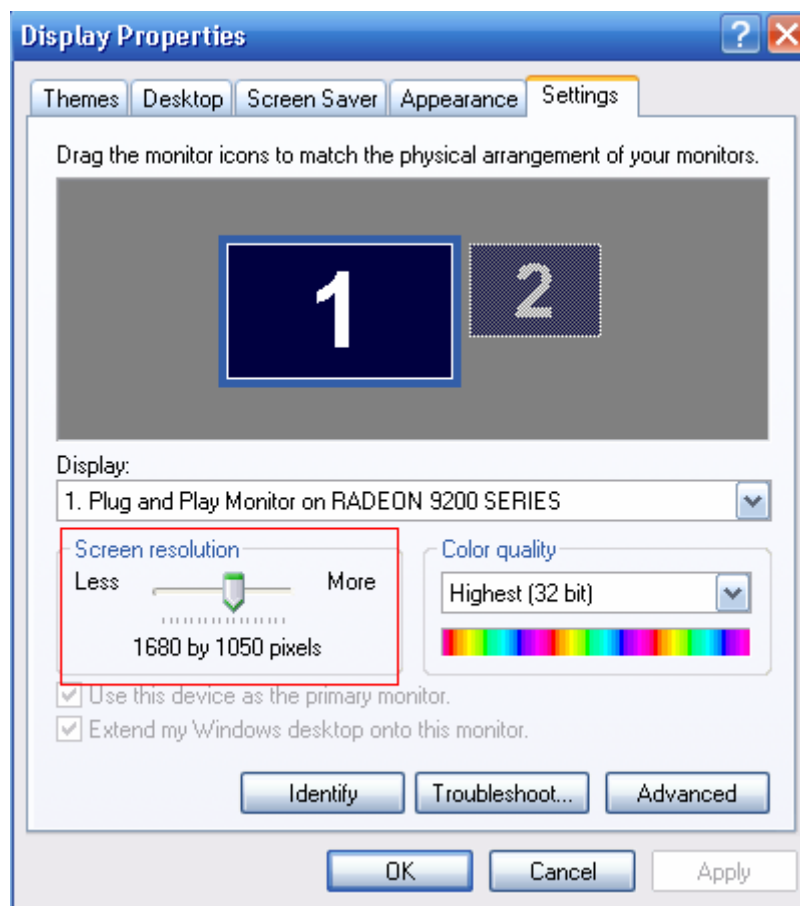 Display Properties
?
Themes Desktop Screen Saver Appearance Settings
Drag the monitor icons to match the physical arrangement of your monitors.
1 2
Display:
1. Plug and Play Monitor on RADEON 9200 SERIES
Screen resolution
Less More
1680 by 1050 pixels
Color quality
Highest (32 bit)
Use this device as the primary monitor.
Extend my Windows desktop onto this monitor.
Identify Troubleshoot... Advanced
OK Cancel Apply